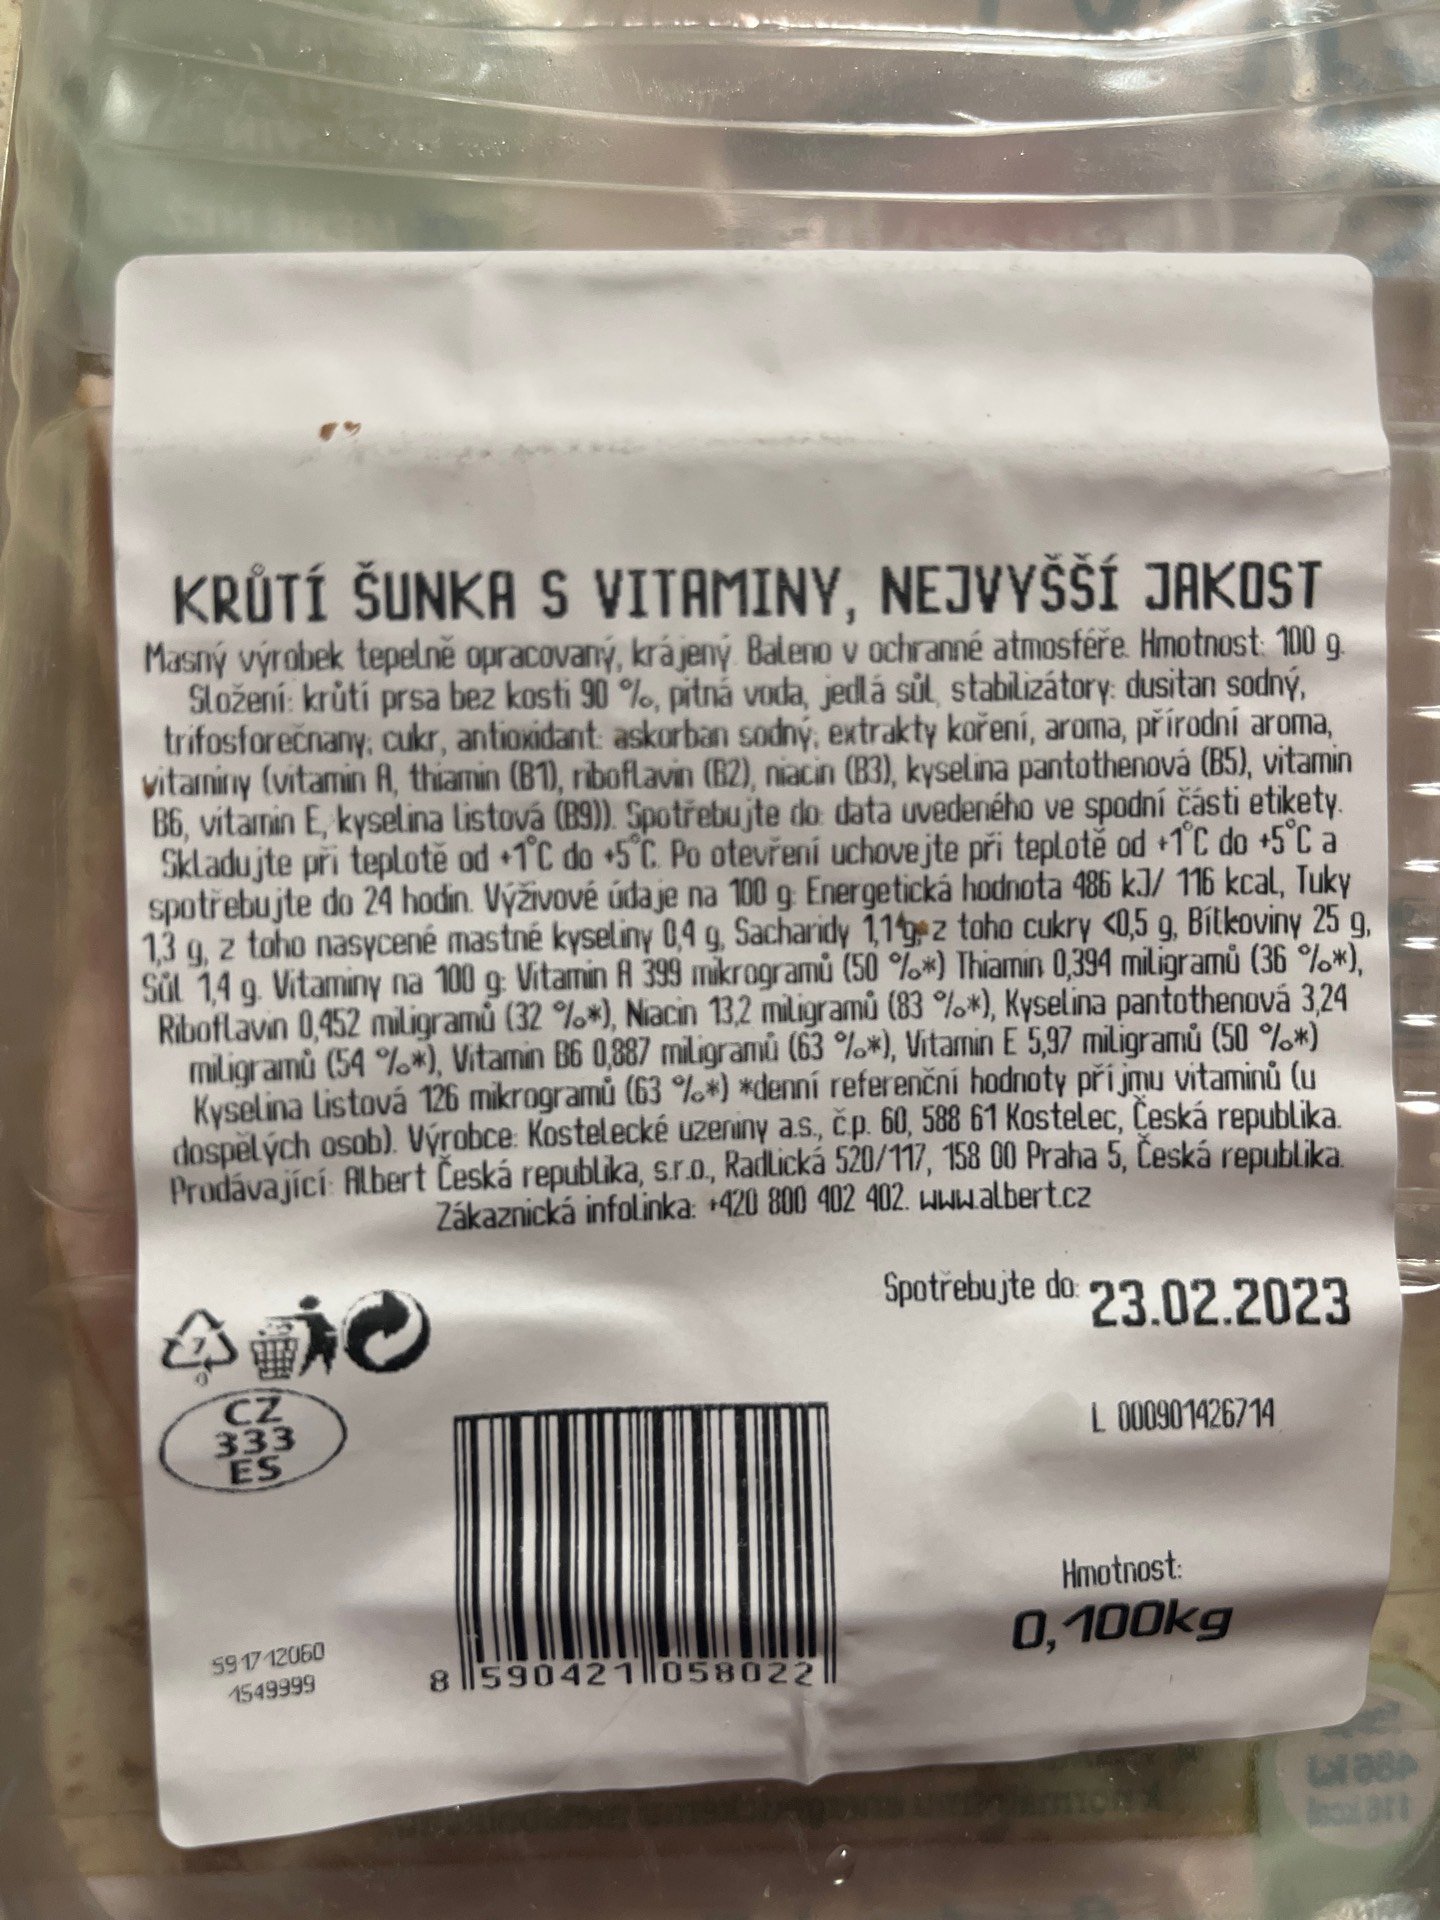 KRŮTÍ ŠUNKA S VITAMINY, NEJVYŠŠÍ JAKOST
Masný výrobek tepelně opracovaný, krájený. Baleno v ochranné atmosféře. Hmotnost: 100 g.
Složení: krůtí prsa bez kosti 90 %, pitná voda, jedlá sůl, stabilizátory: dusitan sodný,
trifosforečnany; cukr, antioxidant: askorban sodný; extrakty koření, aroma, přírodní aroma,
vitaminy (vitamin A, thiamin (B1), riboflavin (B2), niacin (B3), kyselina pantothenová (B5), vitamin
B6, vitamin E, kyselina listová (B9)). Spotřebujte do: data uvedeného ve spodní části etikety.
Skladujte při teplotě od +1°C do +5°C. Po otevření uchovejte při teplotě od +1°C do +5°C a
spotřebujte do 24 hodin. Výživové údaje na 100 g: Energetická hodnota 486 kJ/ 116 kcal, Tuky
1,3 g, z toho nasycené mastné kyseliny 0,4 g, Sacharidy 1,1 g, z toho cukry <0,5 g, Bílkoviny 25 g,
Sůl 1,4 g. Vitaminy na 100 g: Vitamin A 399 mikrogramů (50 %*) Thiamin 0,394 miligramů (36 %*),
Riboflavin 0,452 miligramů (32 %*), Niacin 13,2 miligramů (83 %*), Kyselina pantothenová 3,24
miligramů (54 %*), Vitamin B6 0,887 miligramů (63 %*), Vitamin E 5,97 miligramů (50 %*)
Kyselina listová 126 mikrogramů (63 %*) *denní referenční hodnoty příjmu vitaminů (u
dospělých osob). Výrobce: Kostelecké uzeniny a.s., č.p. 60, 588 61 Kostelec, Česká republika.
Prodávající: Albert Česká republika, s.r.o., Radlická 520/117, 158 00 Praha 5, Česká republika.
Zákaznická infolinka: +420 800 402 402. www.albert.cz
Spotřebujte do: 23.02.2023
7
O
CZ
333
ES
L 000901426714
Hmotnost:
0,100kg
591712060
1549999
8 590421 058022
486 kJ
116 kcal